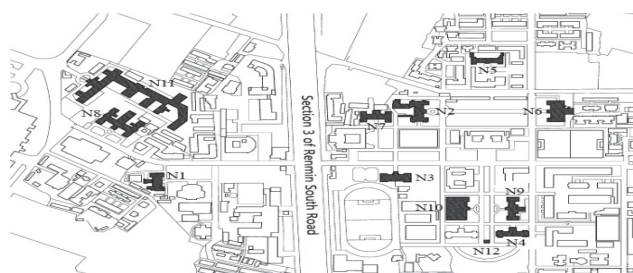 N11
N5
N8
N7
N2
N6
Section 3 of Renmin South Road
N1
N3
N9
N10
N4
N12